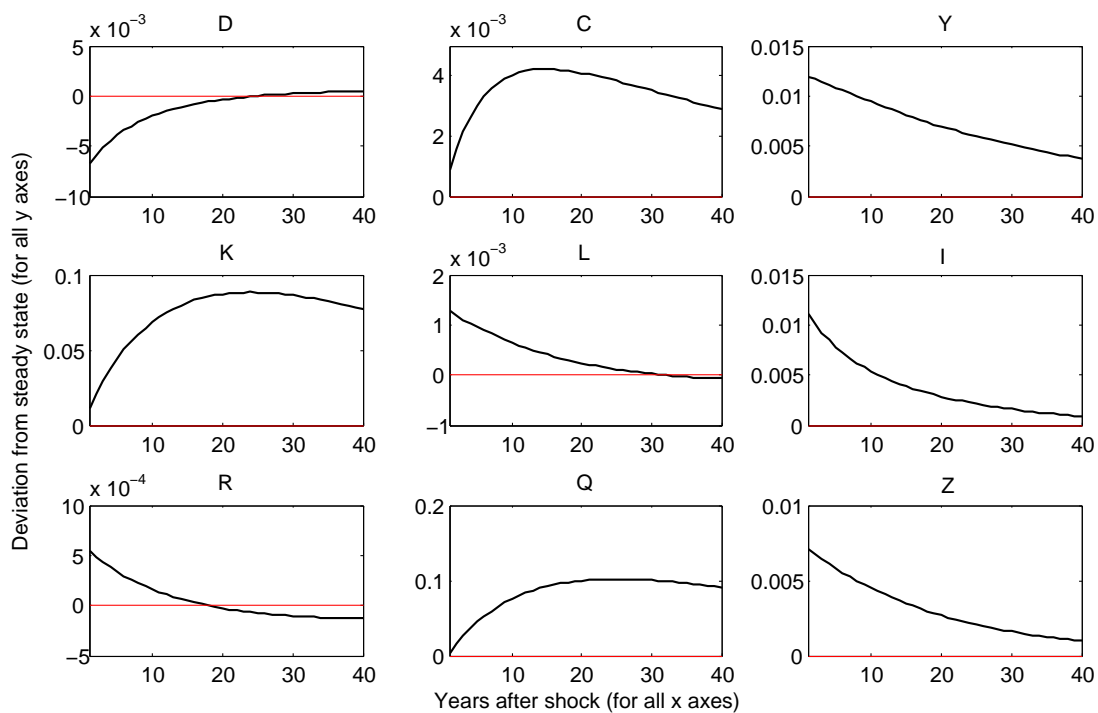 Deviation from steady state (for all y axes)
D
x 10−3
5
0
−5
−10
10 20 30 40
C
x 10−3
4
2
0
10 20 30 40
Y
0.015
0.01
0.005
0
10 20 30 40
K
0.1
0.05
0
10 20 30 40
L
x 10−3
2
1
0
−1
10 20 30 40
I
0.015
0.01
0.005
0
10 20 30 40
R
x 10−4
10
5
0
−5
10 20 30 40
Q
0.2
0.1
0
10 20 30 40
Z
0.01
0.005
0
10 20 30 40
Years after shock (for all x axes)